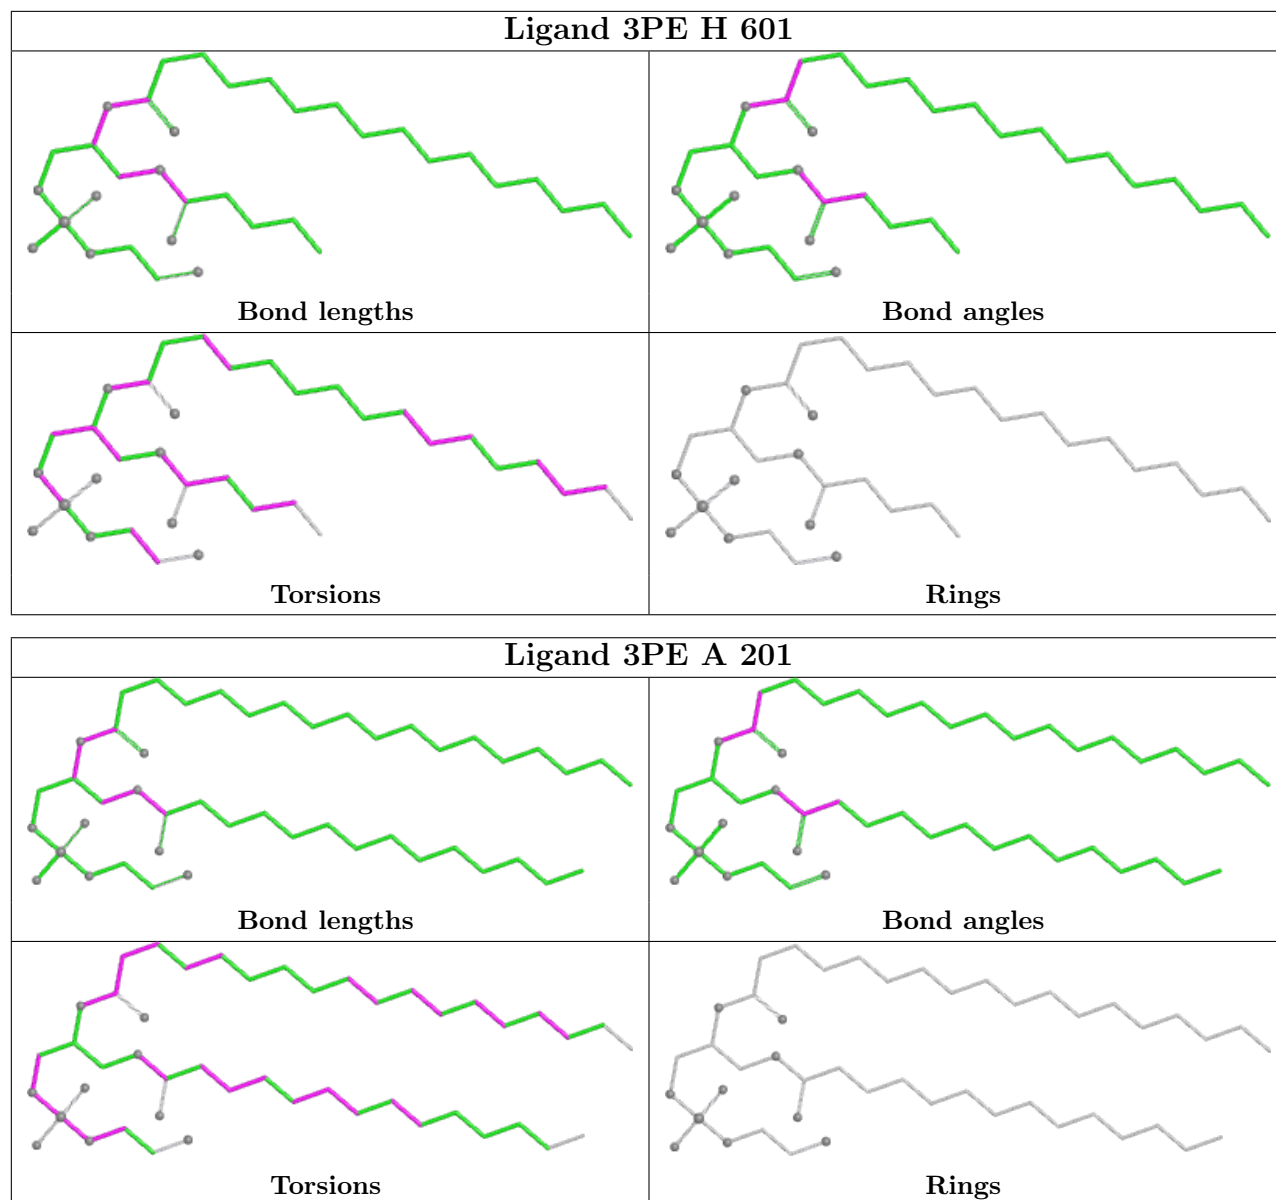 Ligand 3PE H 601
Bond lengths
Bond angles
Torsions
Rings
Ligand 3PE A 201
Bond lengths
Bond angles
Torsions
Rings